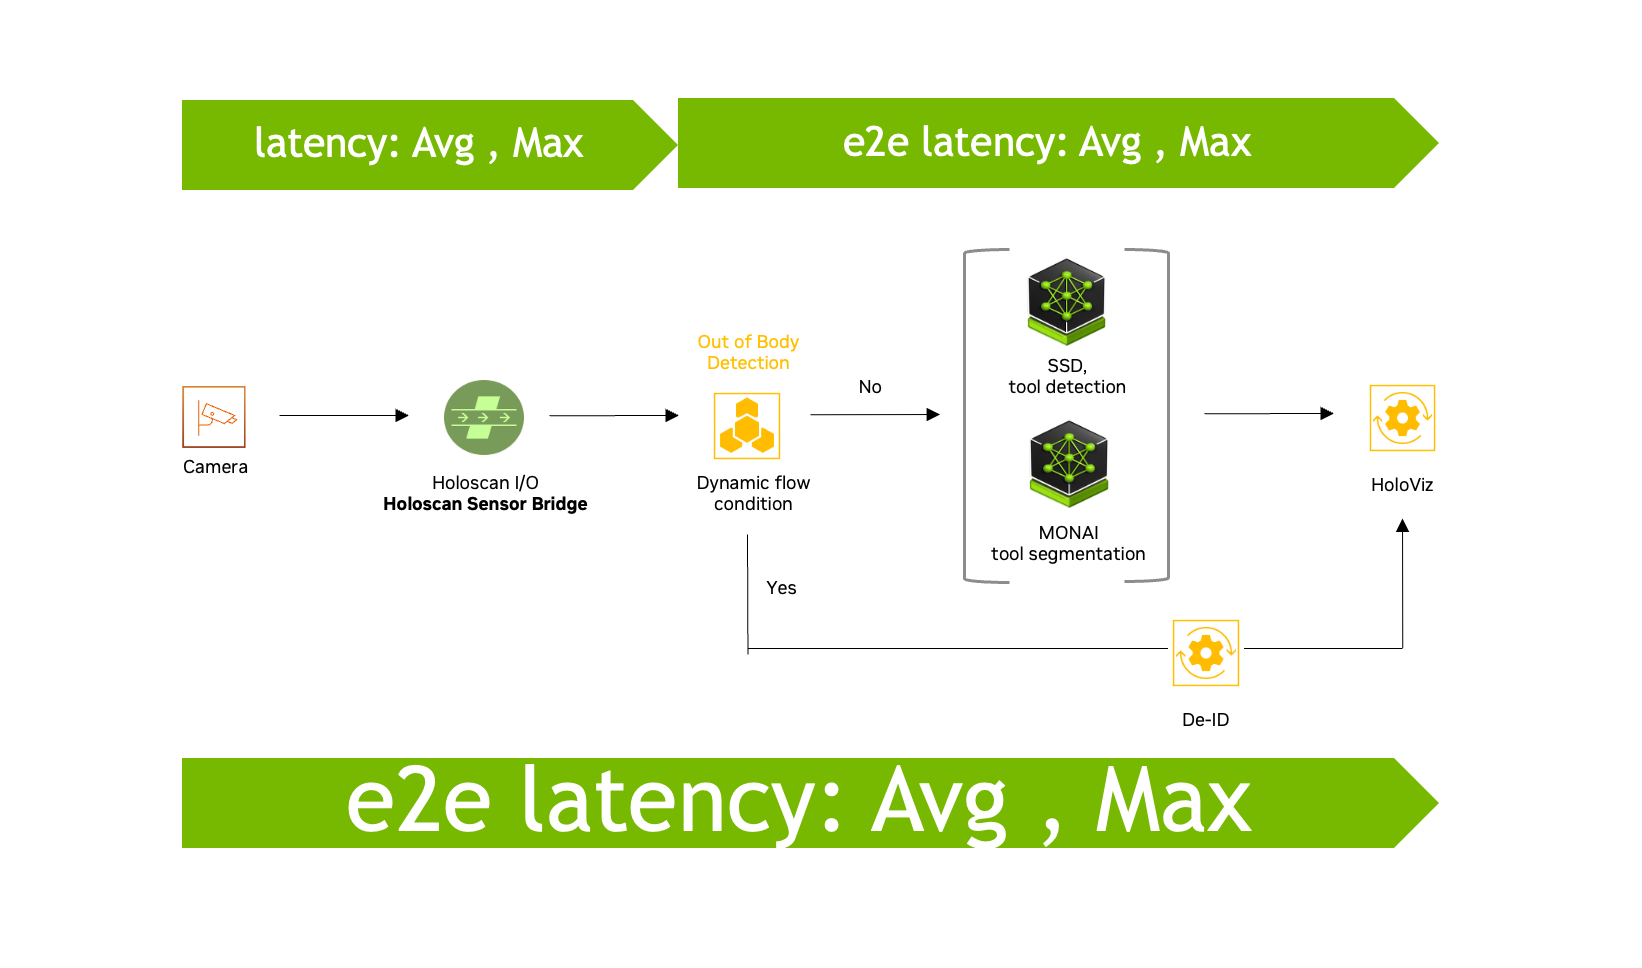 latency: Avg , Max
e2e latency: Avg , Max
Out of Body
Detection
No
SSD,
tool detection
Camera
Holoscan I/O
Holoscan Sensor Bridge
Dynamic flow
condition
MONAI
tool segmentation
HoloViz
Yes
De-ID
e2e latency: Avg , Max